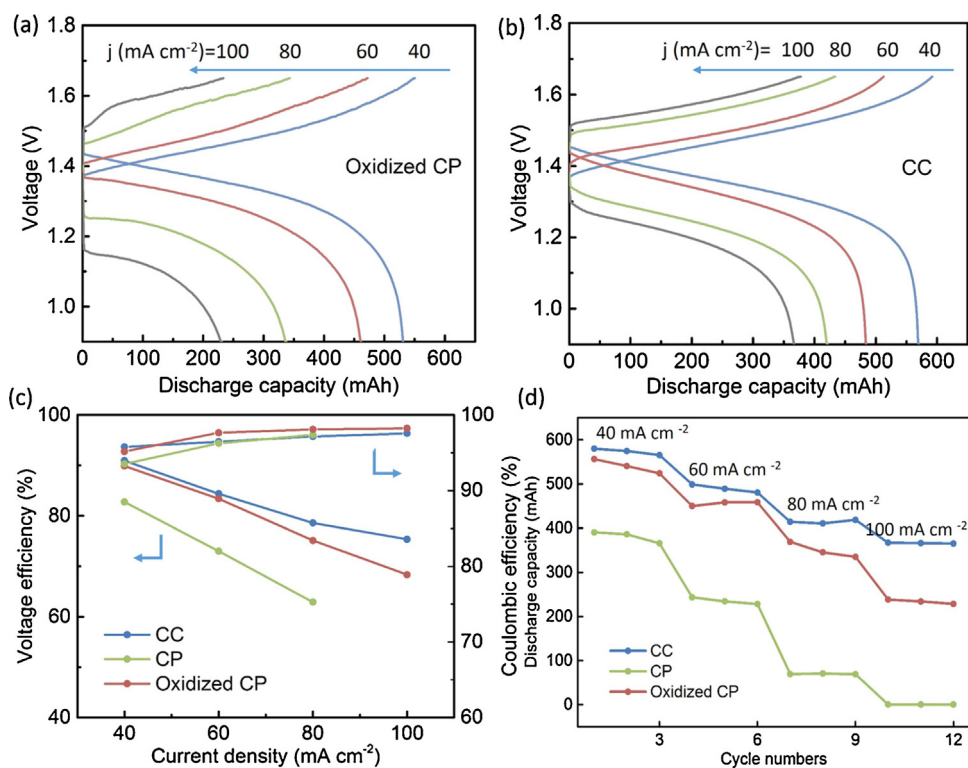 (a)
j (mA cm⁻²)=100 80 60 40
Oxidized CP
Voltage (V)
1.8
1.6
1.4
1.2
1.0
0 100 200 300 400 500 600
Discharge capacity (mAh)
(b)
j (mA cm⁻²)= 100 80 60 40
CC
Voltage (V)
1.8
1.6
1.4
1.2
1.0
0 100 200 300 400 500 600
Discharge capacity (mAh)
(c)
Voltage efficiency (%)
100
90
80
70
60
50
40
CC
CP
Oxidized CP
40 50 60 70 80 90 100
Current density (mA cm⁻²)
100
90
80
70
60
Coulombic efficiency (%)
(d)
Discharge capacity (mAh)
600
500
400
300
200
100
0
40 mA cm ⁻²
60 mA cm ⁻²
80 mA cm ⁻²
100 mA cm ⁻²
CC
CP
Oxidized CP
3 6 9 12
Cycle numbers